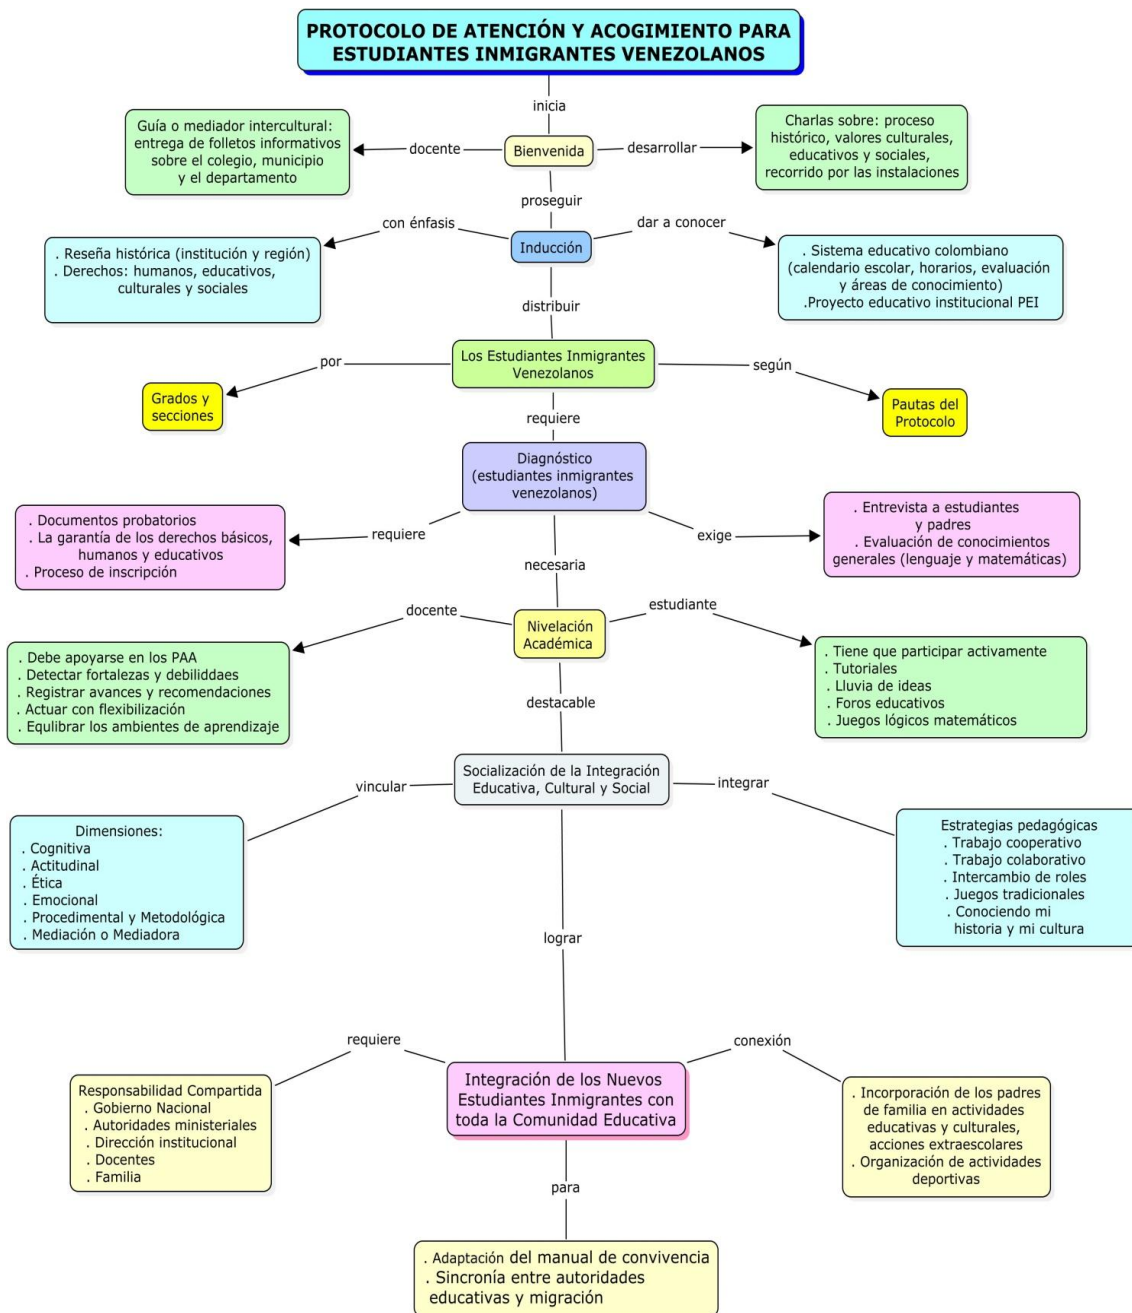 PROTOCOLO DE ATENCIÓN Y ACOGIMIENTO PARA
ESTUDIANTES INMIGRANTES VENEZOLANOS
inicia
Guía o mediador intercultural:
entrega de folletos informativos
sobre el colegio, municipio
y el departamento
docente
Bienvenida
desarrollar
Charlas sobre: proceso
histórico, valores culturales,
educativos y sociales,
recorrido por las instalaciones
proseguir
con énfasis
Inducción
dar a conocer
. Reseña histórica (institución y región)
. Derechos: humanos, educativos,
culturales y sociales
. Sistema educativo colombiano
(calendario escolar, horarios, evaluación
y áreas de conocimiento)
.Proyecto educativo institucional PEI
distribuir
por
Los Estudiantes Inmigrantes
Venezolanos
según
Grados y
secciones
Pautas del
Protocolo
requiere
Diagnóstico
(estudiantes inmigrantes
venezolanos)
requiere
exige
. Documentos probatorios
. La garantía de los derechos básicos,
humanos y educativos
. Proceso de inscripción
. Entrevista a estudiantes
y padres
. Evaluación de conocimientos
generales (lenguaje y matemáticas)
necesaria
docente
Nivelación
Académica
estudiante
. Debe apoyarse en los PAA
. Detectar fortalezas y debiliddaes
. Registrar avances y recomendaciones
. Actuar con flexibilización
. Equlibrar los ambientes de aprendizaje
. Tiene que participar activamente
. Tutoriales
. Lluvia de ideas
. Foros educativos
. Juegos lógicos matemáticos
destacable
vincular
Socialización de la Integración
Educativa, Cultural y Social
integrar
Dimensiones:
. Cognitiva
. Actitudinal
. Ética
. Emocional
. Procedimental y Metodológica
. Mediación o Mediadora
Estrategias pedagógicas
. Trabajo cooperativo
. Trabajo colaborativo
. Intercambio de roles
. Juegos tradicionales
. Conociendo mi
historia y mi cultura
lograr
requiere
Integración de los Nuevos
Estudiantes Inmigrantes con
toda la Comunidad Educativa
conexión
Responsabilidad Compartida
. Gobierno Nacional
. Autoridades ministeriales
. Dirección institucional
. Docentes
. Familia
. Incorporación de los padres
de familia en actividades
educativas y culturales,
acciones extraescolares
. Organización de actividades
deportivas
para
. Adaptación del manual de convivencia
. Sincronía entre autoridades
educativas y migración